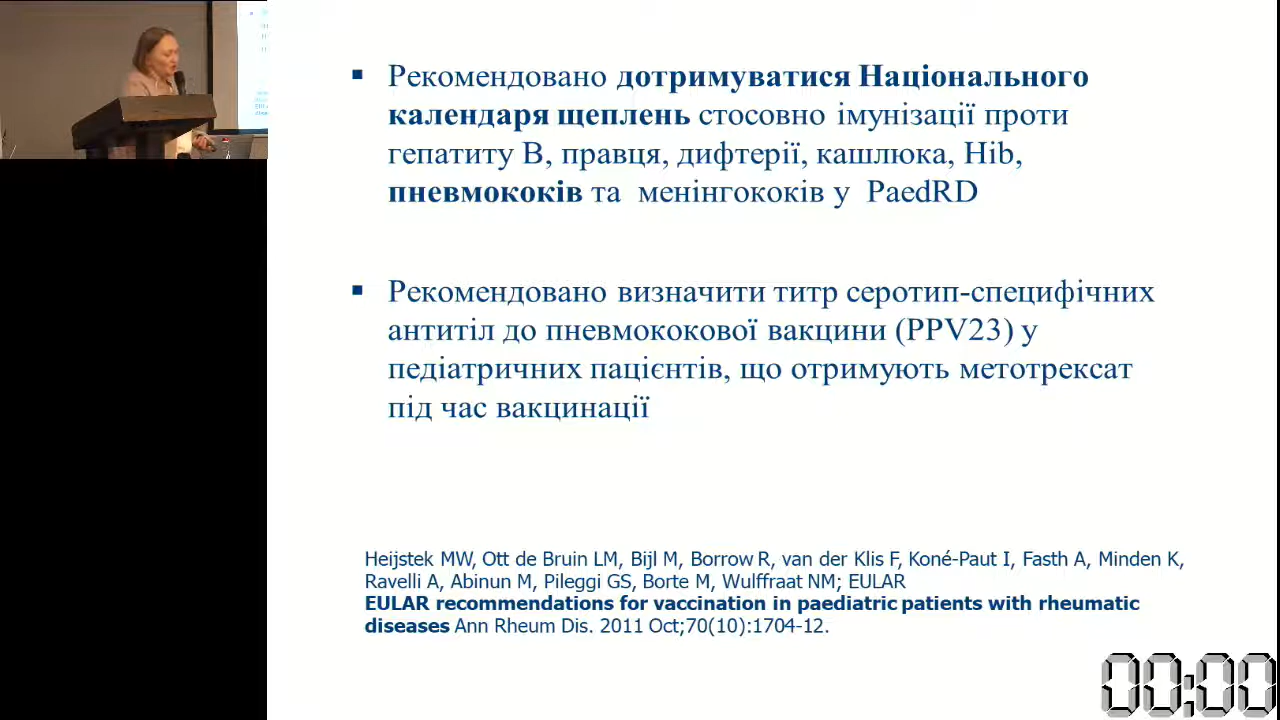 ▪ Рекомендовано дотримуватися Національного
календаря щеплень стосовно імунізації проти
гепатиту В, правця, дифтерії, кашлюка, Hib,
пневмококів та менінгококів у PaedRD
▪ Рекомендовано визначити титр серотип-специфічних
антитіл до пневмококової вакцини (PPV23) у
педіатричних пацієнтів, що отримують метотрексат
під час вакцинації
Heijstek MW, Ott de Bruin LM, Bijl M, Borrow R, van der Klis F, Koné-Paut I, Fasth A, Minden K,
Ravelli A, Abinun M, Pileggi GS, Borte M, Wulffraat NM; EULAR
EULAR recommendations for vaccination in paediatric patients with rheumatic
diseases Ann Rheum Dis. 2011 Oct;70(10):1704-12.
00:00